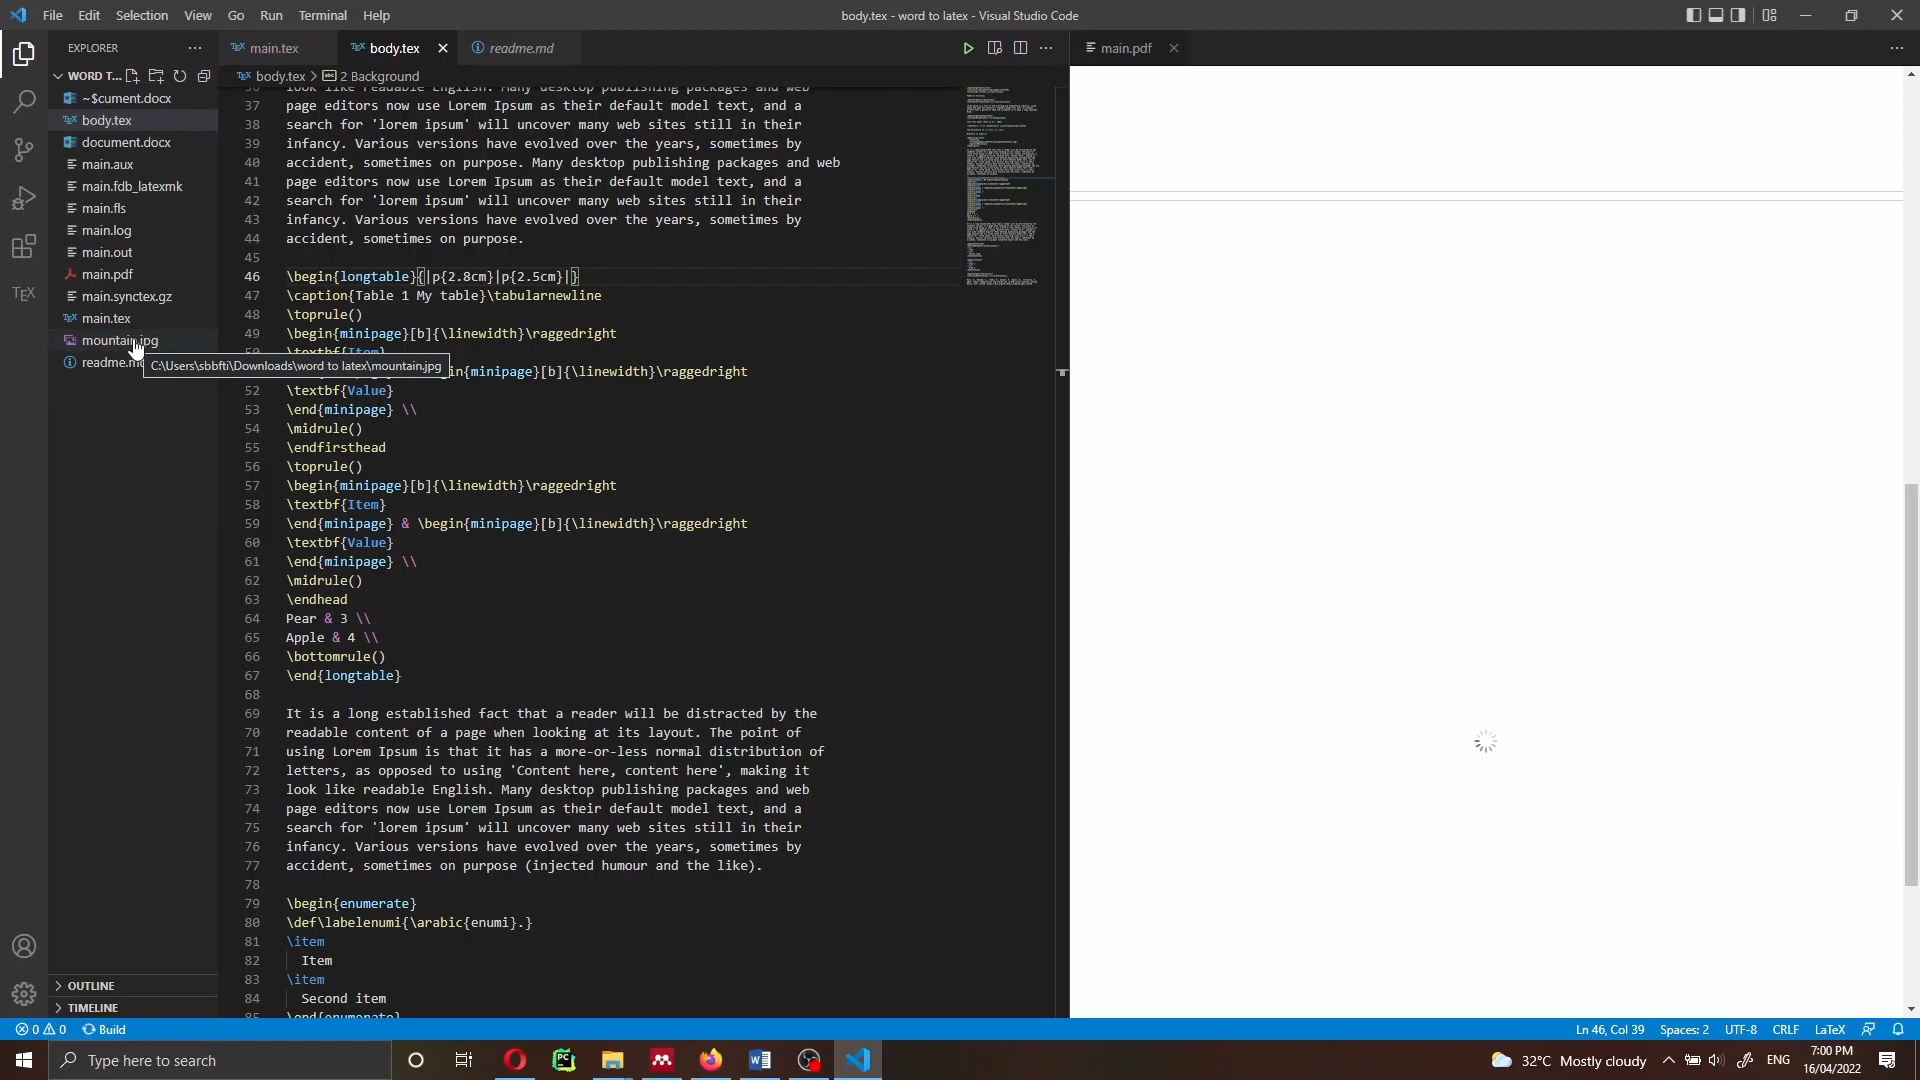 File Edit Selection View Go Run Terminal Help
body.tex - word to latex - Visual Studio Code
EXPLORER
WORD T...
~$cument.docx
body.tex
document.docx
main.aux
main.fdb_latexmk
main.fls
main.log
main.out
main.pdf
main.synctex.gz
main.tex
mountain.jpg
readme.m
C:\Users\sbbfti\Downloads\word to latex\mountain.jpg
OUTLINE
TIMELINE
main.tex
body.tex
readme.md
main.pdf
body.tex > 2 Background
look like readable English. Many desktop publishing packages and web
37 page editors now use Lorem Ipsum as their default model text, and a
38 search for 'lorem ipsum' will uncover many web sites still in their
39 infancy. Various versions have evolved over the years, sometimes by
40 accident, sometimes on purpose. Many desktop publishing packages and web
41 page editors now use Lorem Ipsum as their default model text, and a
42 search for 'lorem ipsum' will uncover many web sites still in their
43 infancy. Various versions have evolved over the years, sometimes by
44 accident, sometimes on purpose.
45
46 \begin{longtable}{|p{2.8cm}|p{2.5cm}|}
47 \caption{Table 1 My table}\tabularnewline
48 \toprule()
49 \begin{minipage}[b]{\linewidth}\raggedright
50 \textbf{Item}
in{minipage}[b]{\linewidth}\raggedright
52 \textbf{Value}
53 \end{minipage} \\
54 \midrule()
55 \endfirsthead
56 \toprule()
57 \begin{minipage}[b]{\linewidth}\raggedright
58 \textbf{Item}
59 \end{minipage} & \begin{minipage}[b]{\linewidth}\raggedright
60 \textbf{Value}
61 \end{minipage} \\
62 \midrule()
63 \endhead
64 Pear & 3 \\
65 Apple & 4 \\
66 \bottomrule()
67 \end{longtable}
68
69 It is a long established fact that a reader will be distracted by the
70 readable content of a page when looking at its layout. The point of
71 using Lorem Ipsum is that it has a more-or-less normal distribution of
72 letters, as opposed to using 'Content here, content here', making it
73 look like readable English. Many desktop publishing packages and web
74 page editors now use Lorem Ipsum as their default model text, and a
75 search for 'lorem ipsum' will uncover many web sites still in their
76 infancy. Various versions have evolved over the years, sometimes by
77 accident, sometimes on purpose (injected humour and the like).
78
79 \begin{enumerate}
80 \def\labelenumi{\arabic{enumi}.}
81 \item
82 Item
83 \item
84 Second item
85 \end{enumerate}
0 0 Build
Ln 46, Col 39 Spaces: 2 UTF-8 CRLF LaTeX
Type here to search
32°C Mostly cloudy
ENG
7:00 PM
16/04/2022